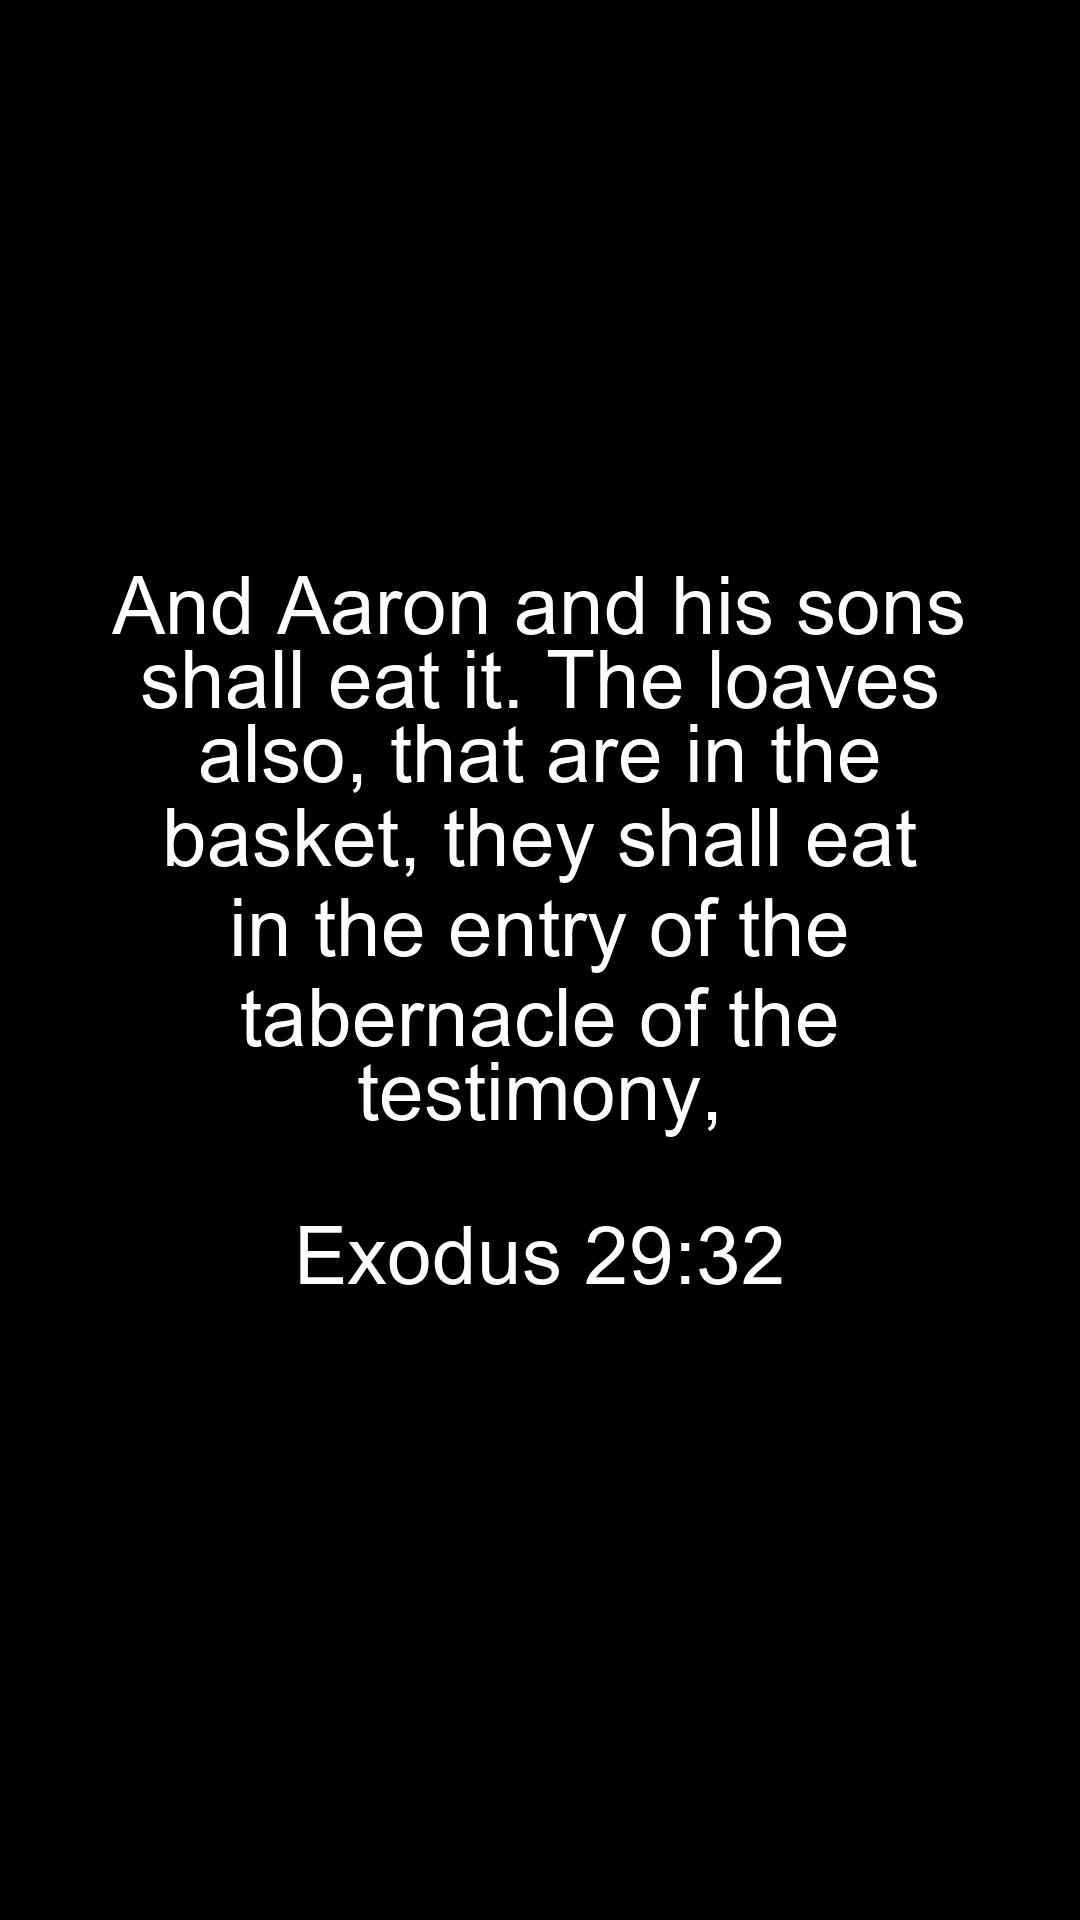 And Aaron and his sons
shall eat it. The loaves
also, that are in the
basket, they shall eat
in the entry of the
tabernacle of the
testimony,
Exodus 29:32